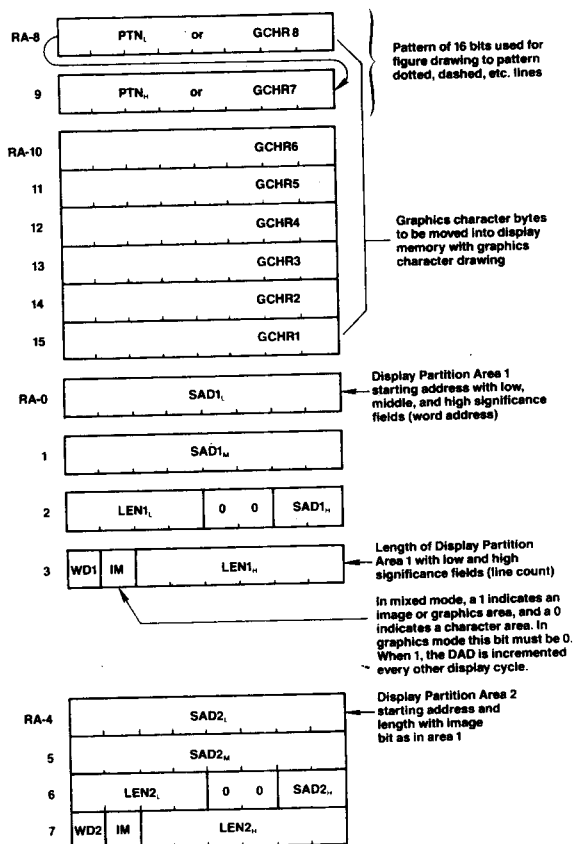 RA-8 PTNL or GCHR8
9 PTNH or GCHR7
Pattern of 16 bits used for
figure drawing to pattern
dotted, dashed, etc. lines
RA-10 GCHR6
11 GCHR5
12 GCHR4
13 GCHR3
14 GCHR2
15 GCHR1
Graphics character bytes
to be moved into display
memory with graphics
character drawing
RA-0 SAD1L
Display Partition Area 1
starting address with low,
middle, and high significance
fields (word address)
1 SAD1M
2 LEN1L 0 0 SAD1H
3 WD1 IM LEN1H
Length of Display Partition
Area 1 with low and high
significance fields (line count)
In mixed mode, a 1 indicates an
image or graphics area, and a 0
indicates a character area. In
graphics mode this bit must be 0.
When 1, the DAD is incremented
every other display cycle.
RA-4 SAD2L
Display Partition Area 2
starting address and
length with image
bit as in area 1
5 SAD2M
6 LEN2L 0 0 SAD2H
7 WD2 IM LEN2H